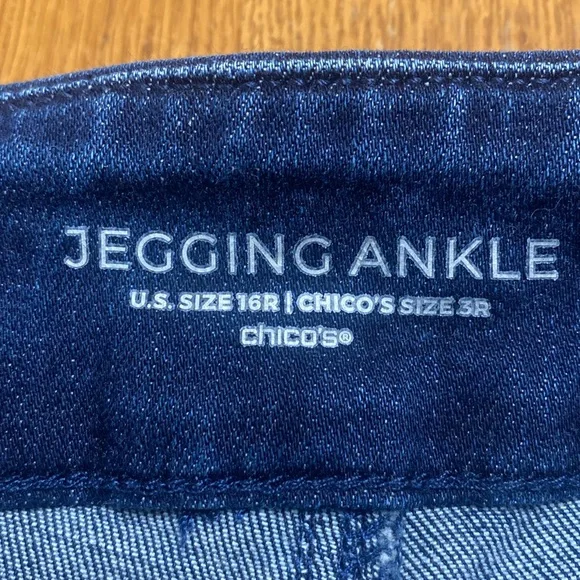 JEGGING ANKLE
U.S. SIZE 16R | CHICO'S SIZE 3R
chico's®